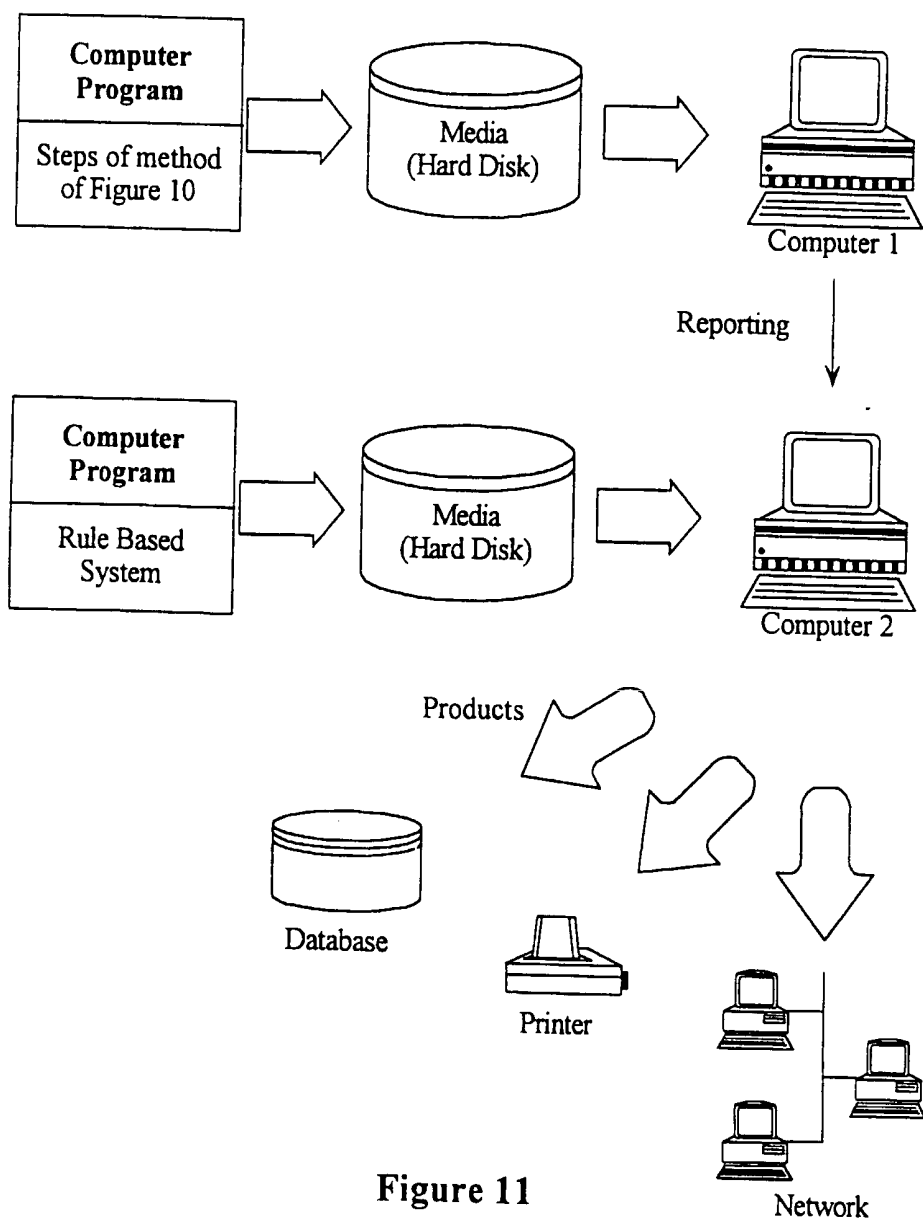 Computer
Program
Steps of method
of Figure 10
Media
(Hard Disk)
Computer 1
Reporting
Computer
Program
Rule Based
System
Media
(Hard Disk)
Computer 2
Products
Database
Printer
Network
Figure 11